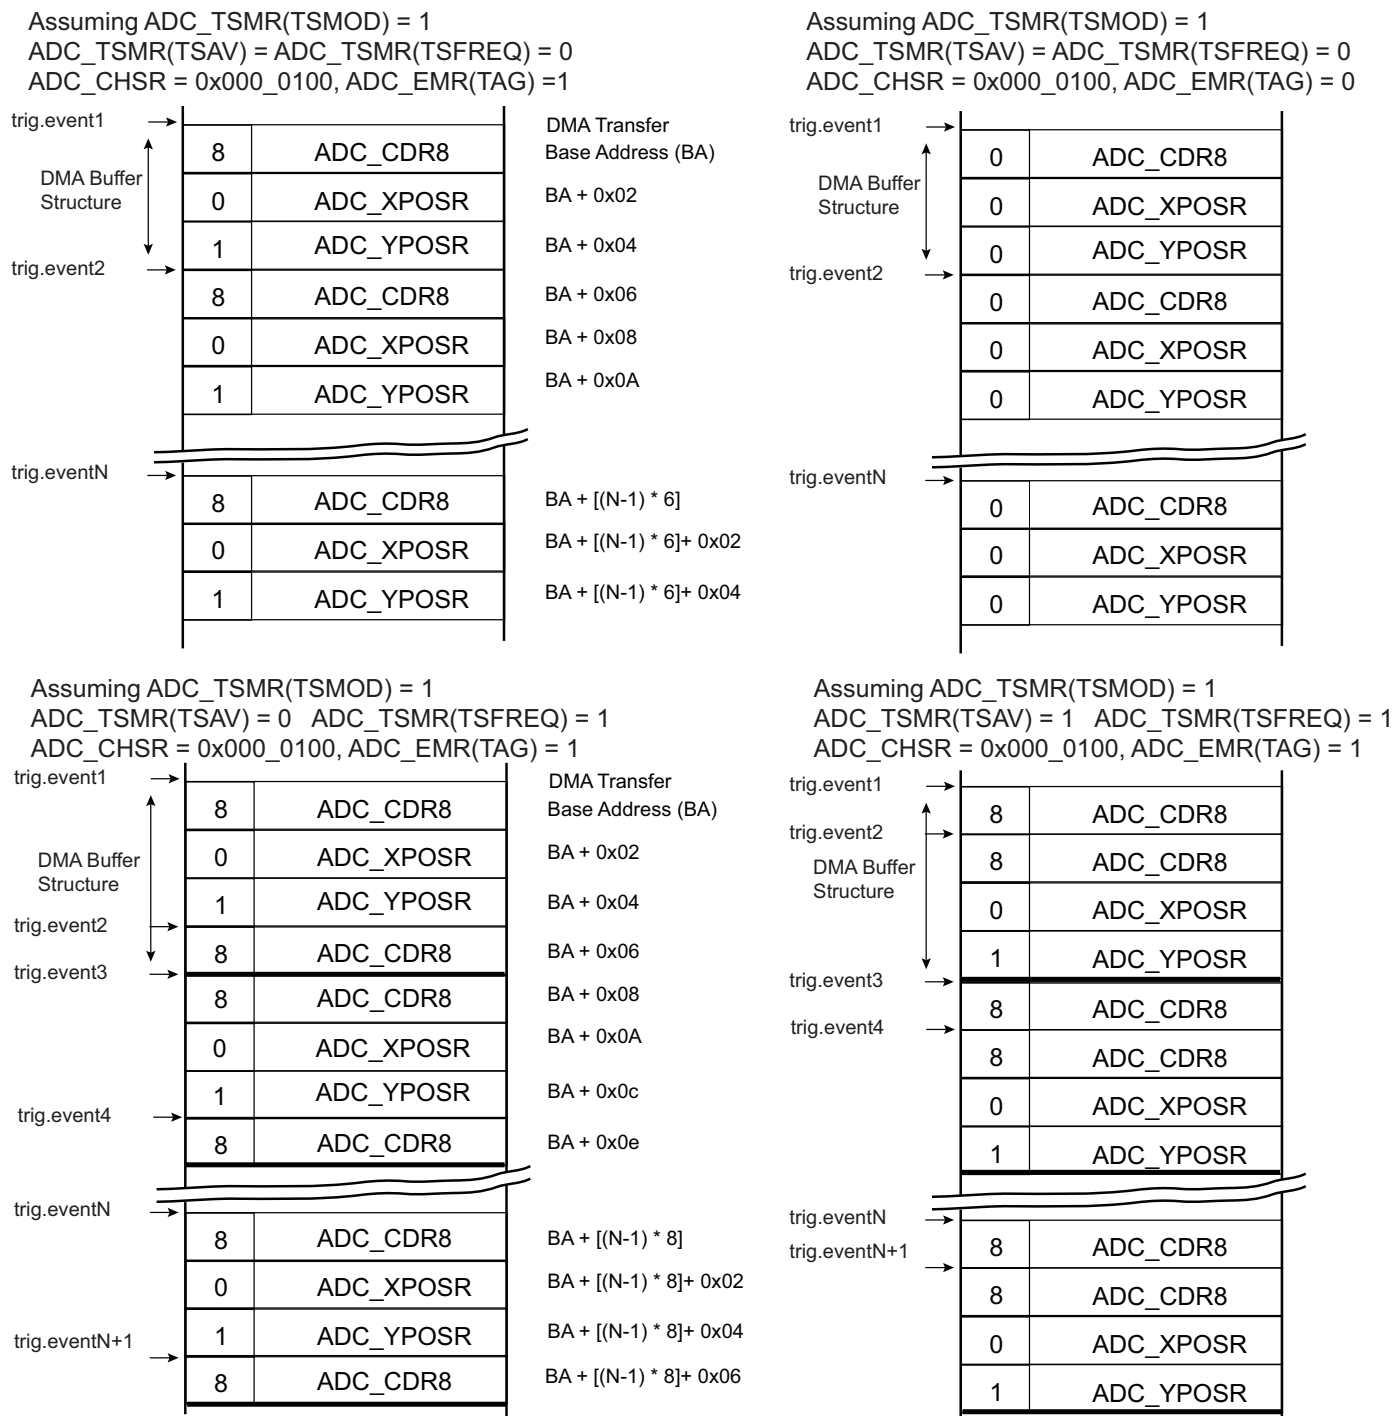 Assuming ADC_TSMR(TSMOD) = 1
ADC_TSMR(TSAV) = ADC_TSMR(TSFREQ) = 0
ADC_CHSR = 0x000_0100, ADC_EMR(TAG) =1
trig.event1
DMA Transfer
8 ADC_CDR8 Base Address (BA)
DMA Buffer
Structure
0 ADC_XPOSR BA + 0x02
1 ADC_YPOSR BA + 0x04
trig.event2
8 ADC_CDR8 BA + 0x06
0 ADC_XPOSR BA + 0x08
1 ADC_YPOSR BA + 0x0A
trig.eventN
8 ADC_CDR8 BA + [(N-1) * 6]
0 ADC_XPOSR BA + [(N-1) * 6]+ 0x02
1 ADC_YPOSR BA + [(N-1) * 6]+ 0x04
Assuming ADC_TSMR(TSMOD) = 1
ADC_TSMR(TSAV) = ADC_TSMR(TSFREQ) = 0
ADC_CHSR = 0x000_0100, ADC_EMR(TAG) = 0
trig.event1
0 ADC_CDR8
DMA Buffer
Structure
0 ADC_XPOSR
0 ADC_YPOSR
trig.event2
0 ADC_CDR8
0 ADC_XPOSR
0 ADC_YPOSR
trig.eventN
0 ADC_CDR8
0 ADC_XPOSR
0 ADC_YPOSR
Assuming ADC_TSMR(TSMOD) = 1
ADC_TSMR(TSAV) = 0 ADC_TSMR(TSFREQ) = 1
ADC_CHSR = 0x000_0100, ADC_EMR(TAG) = 1
trig.event1
DMA Transfer
8 ADC_CDR8 Base Address (BA)
DMA Buffer
Structure
0 ADC_XPOSR BA + 0x02
1 ADC_YPOSR BA + 0x04
trig.event2
8 ADC_CDR8 BA + 0x06
trig.event3
8 ADC_CDR8 BA + 0x08
0 ADC_XPOSR BA + 0x0A
1 ADC_YPOSR BA + 0x0c
trig.event4
8 ADC_CDR8 BA + 0x0e
trig.eventN
8 ADC_CDR8 BA + [(N-1) * 8]
0 ADC_XPOSR BA + [(N-1) * 8]+ 0x02
1 ADC_YPOSR BA + [(N-1) * 8]+ 0x04
trig.eventN+1
8 ADC_CDR8 BA + [(N-1) * 8]+ 0x06
Assuming ADC_TSMR(TSMOD) = 1
ADC_TSMR(TSAV) = 1 ADC_TSMR(TSFREQ) = 1
ADC_CHSR = 0x000_0100, ADC_EMR(TAG) = 1
trig.event1
8 ADC_CDR8
trig.event2
DMA Buffer
Structure
8 ADC_CDR8
0 ADC_XPOSR
1 ADC_YPOSR
trig.event3
8 ADC_CDR8
trig.event4
8 ADC_CDR8
0 ADC_XPOSR
1 ADC_YPOSR
trig.eventN
8 ADC_CDR8
trig.eventN+1
8 ADC_CDR8
0 ADC_XPOSR
1 ADC_YPOSR